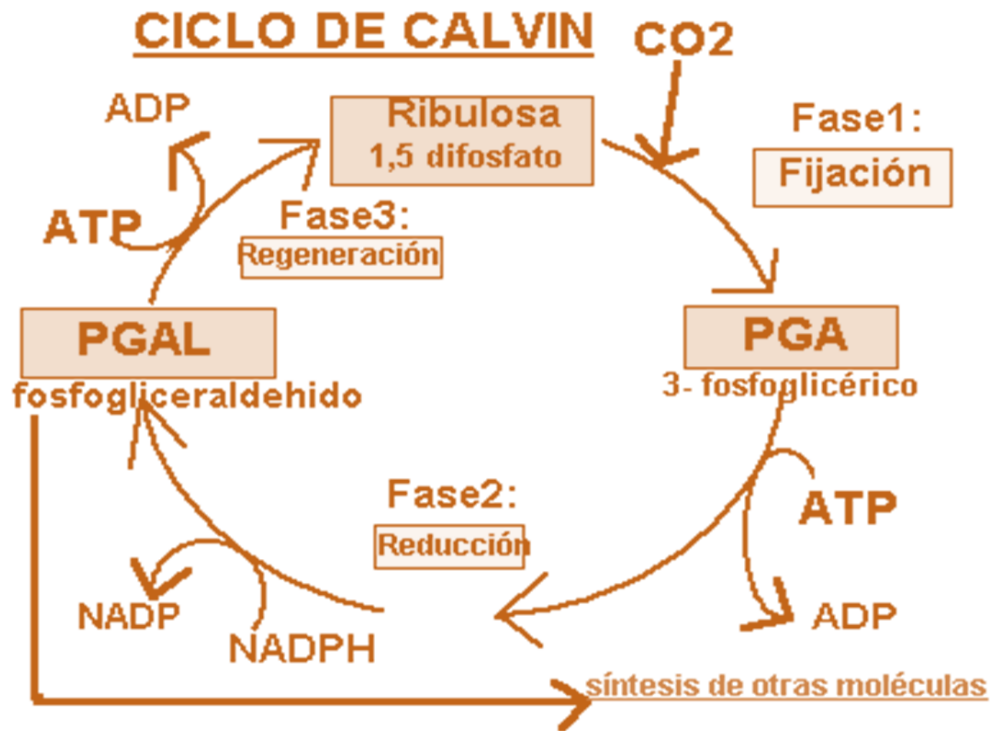 CICLO DE CALVIN
CO2
ADP
Ribulosa
1,5 difosfato
Fase1:
Fijación
ATP
Fase3:
Regeneración
PGAL
fosfogliceraldehido
PGA
3- fosfoglicérico
Fase2:
Reducción
ATP
ADP
NADP
NADPH
síntesis de otras moléculas